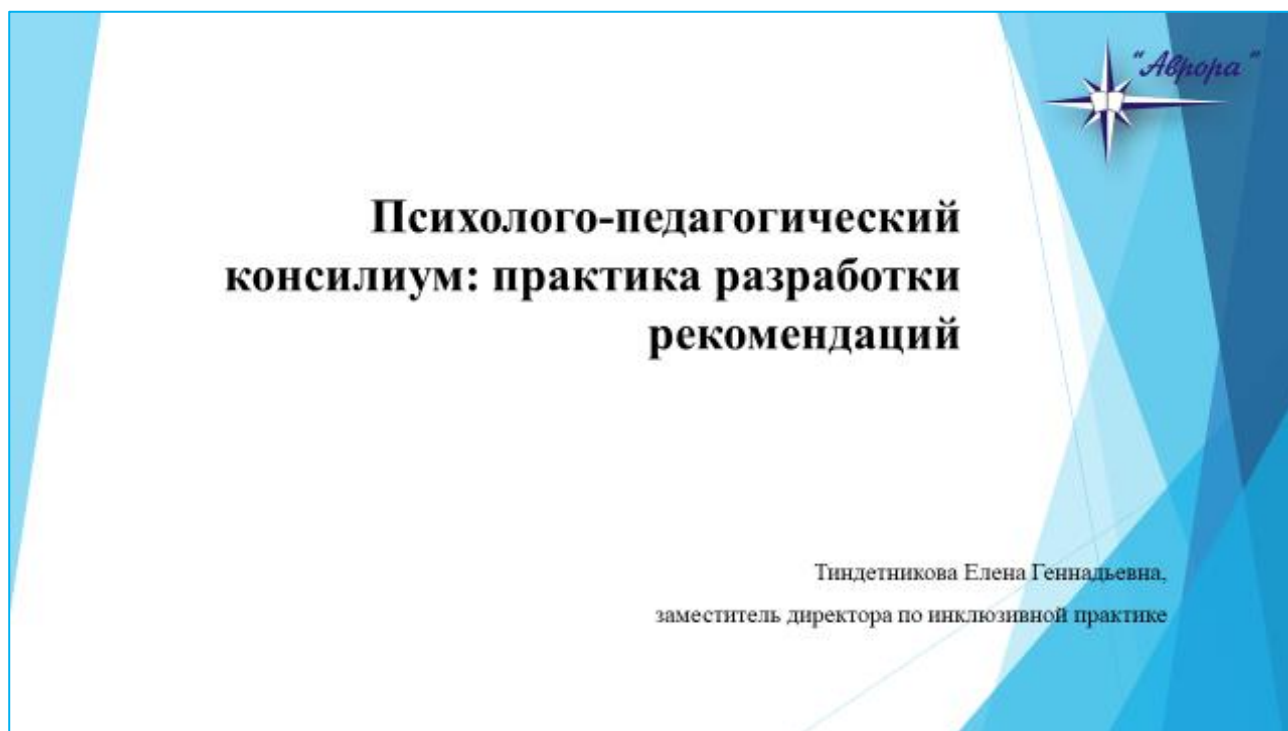 "Аврора"
Психолого-педагогический
консилиум: практика разработки
рекомендаций
Тиндетникова Елена Геннадьевна,
заместитель директора по инклюзивной практике